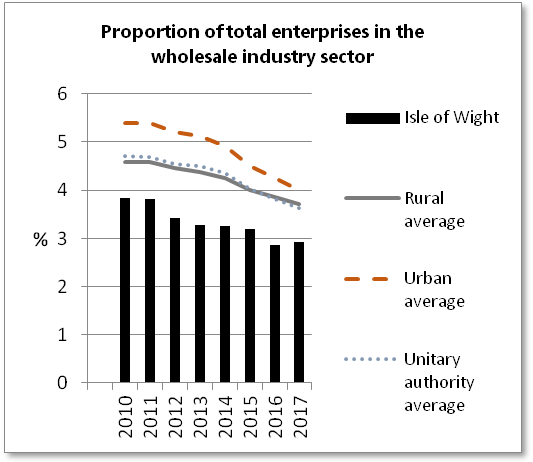 Proportion of total enterprises in the
wholesale industry sector
6
5
4
3
2
1
0
%
2010
2011
2012
2013
2014
2015
2016
2017
Isle of Wight
Rural
average
Urban
average
Unitary
authority
average